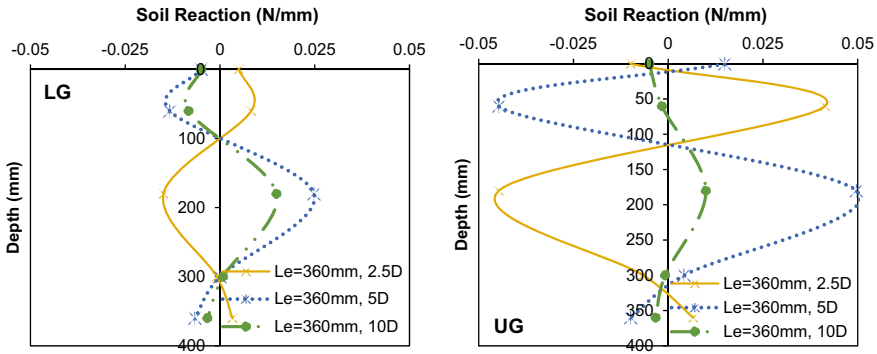 Soil Reaction (N/mm)
-0.05 -0.025 0 0.025 0.05
LG
Depth (mm)
0
100
200
300
400
Le=360mm, 2.5D
Le=360mm, 5D
Le=360mm, 10D
Soil Reaction (N/mm)
-0.05 -0.025 0 0.025 0.05
Depth (mm)
0
50
100
150
200
250
300
350
400
Le=360mm, 2.5D
Le=360mm, 5D
Le=360mm, 10D
UG